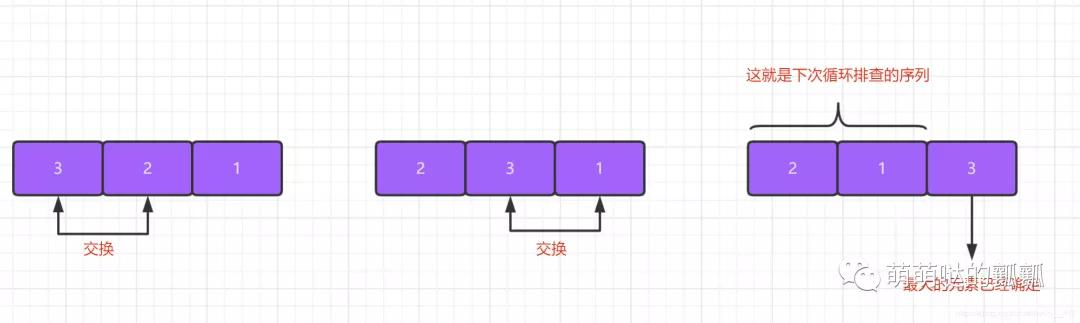 这就是下次循环排查的序列
3 2 1
2 3 1
2 1 3
交换
交换
萌萌哒的瓤瓤
最大的元素已经确定